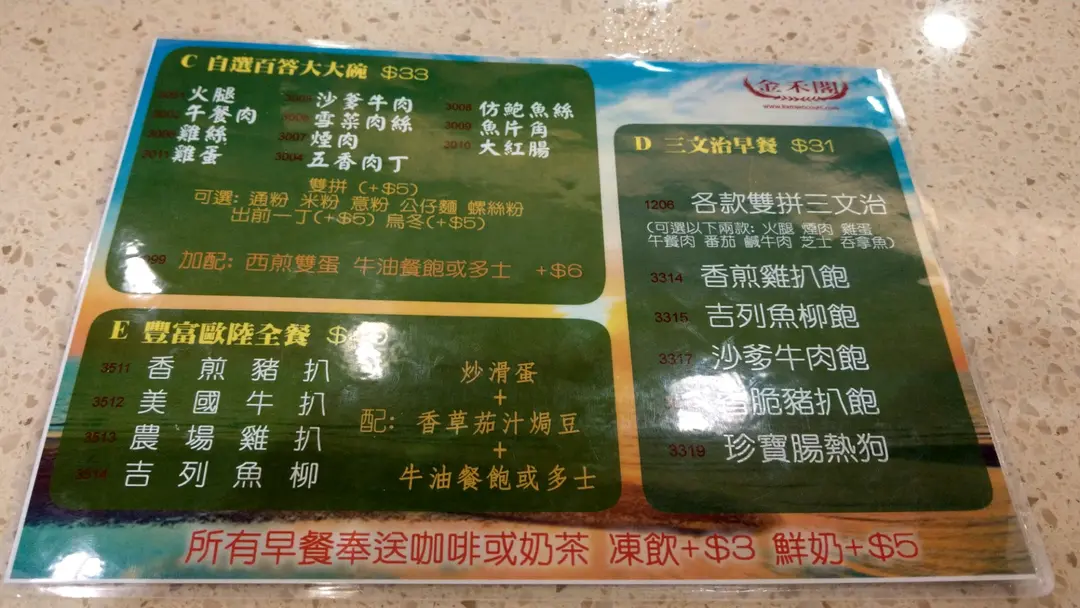 金禾閣
C 自選百答大大碗 $33
火腿
午餐肉
3006 雞絲
3011 雞蛋
沙爹牛肉
雪菜肉絲
3007 煙肉
3004 五香肉丁
3008 仿鮑魚絲
3009 魚片角
3010 大紅腸
雙拼 (+$5)
可選: 通粉 米粉 意粉 公仔麵 螺絲粉
出前一丁(+$5) 烏冬(+$5)
加配: 西煎雙蛋 牛油餐飽或多士 +$6
D 三文治早餐 $31
1206 各款雙拼三文治
(可選以下兩款: 火腿 煙肉 雞蛋
午餐肉 番茄 鹹牛肉 芝士 吞拿魚)
3314 香煎雞扒飽
3315 吉列魚柳飽
3317 沙爹牛肉飽
香脆豬扒飽
3319 珍寶腸熱狗
E 豐富歐陸全餐
3511 香煎豬扒
3512 美國牛扒
3513 農場雞扒
3514 吉列魚柳
炒滑蛋
+
配: 香草茄汁焗豆
+
牛油餐飽或多士
所有早餐奉送咖啡或奶茶 凍飲+$3 鮮奶+$5